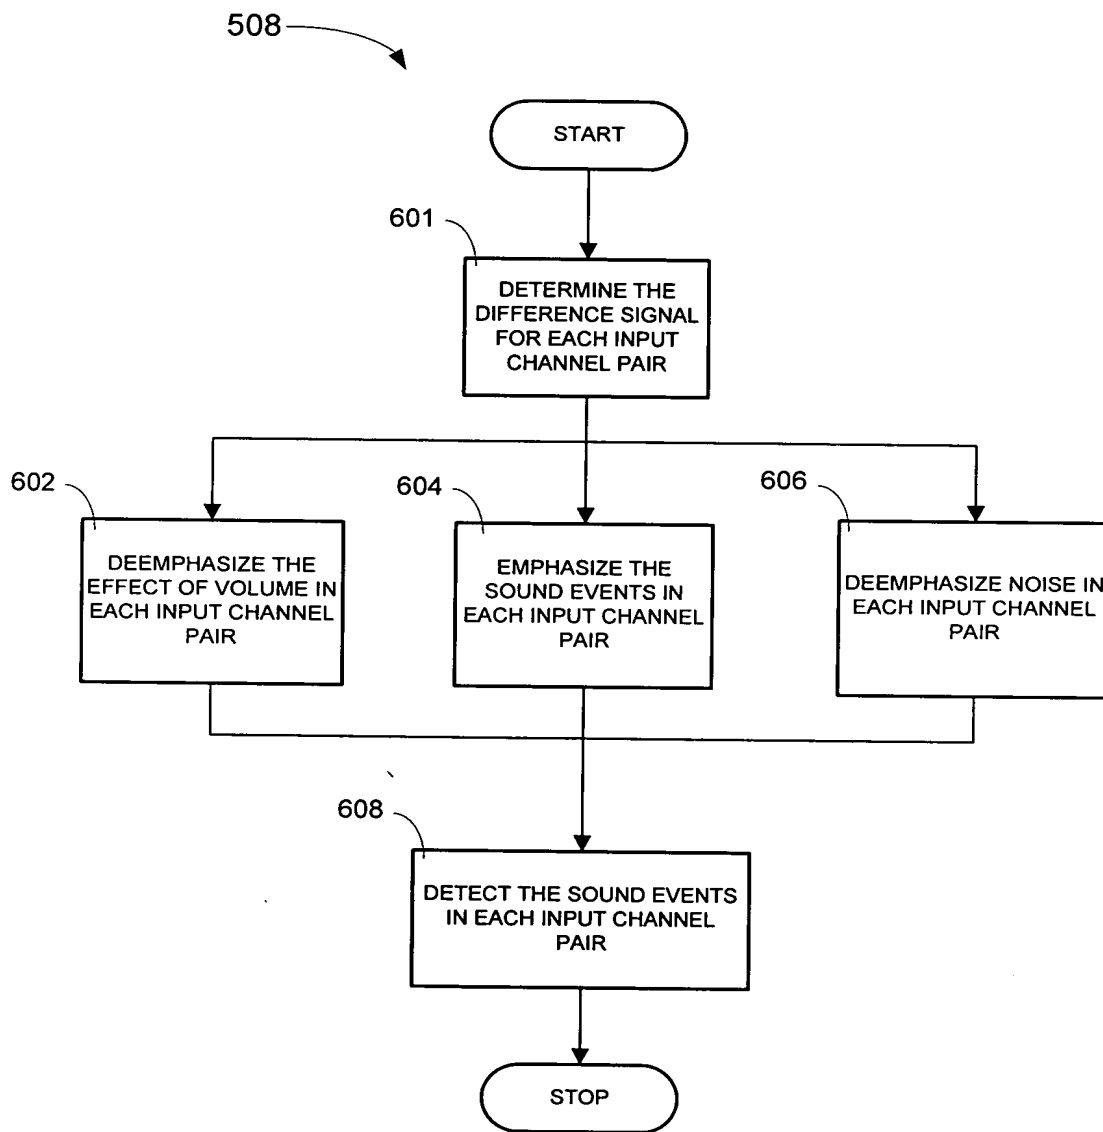 508
START
601
DETERMINE THE
DIFFERENCE SIGNAL
FOR EACH INPUT
CHANNEL PAIR
602
DEEMPHASIZE THE
EFFECT OF VOLUME IN
EACH INPUT CHANNEL
PAIR
604
EMPHASIZE THE
SOUND EVENTS IN
EACH INPUT CHANNEL
PAIR
606
DEEMPHASIZE NOISE IN
EACH INPUT CHANNEL
PAIR
608
DETECT THE SOUND EVENTS
IN EACH INPUT CHANNEL
PAIR
STOP